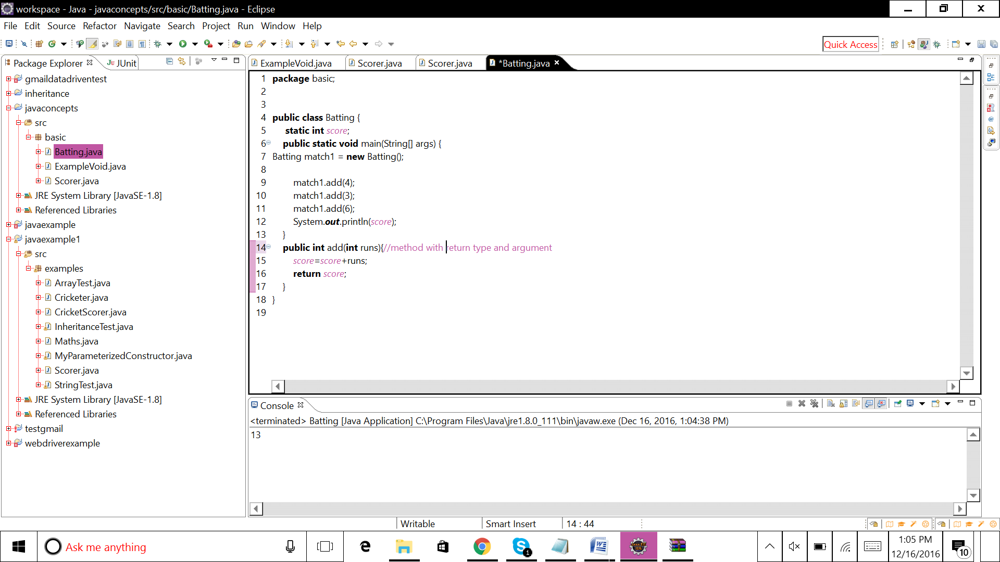 workspace - Java - javaconcepts/src/basic/Batting.java - Eclipse
File Edit Source Refactor Navigate Search Project Run Window Help
Quick Access
Package Explorer
JUnit
gmaildatadriventest
inheritance
javaconcepts
src
basic
Batting.java
ExampleVoid.java
Scorer.java
JRE System Library [JavaSE-1.8]
Referenced Libraries
javaexample
javaexample1
src
examples
ArrayTest.java
Cricketer.java
CricketScorer.java
InheritanceTest.java
Maths.java
MyParameterizedConstructor.java
Scorer.java
StringTest.java
JRE System Library [JavaSE-1.8]
Referenced Libraries
testgmail
webdriverexample
ExampleVoid.java Scorer.java Scorer.java *Batting.java
1 package basic;
2
3
4 public class Batting {
5 static int score;
6 public static void main(String[] args) {
7 Batting match1 = new Batting();
8
9 match1.add(4);
10 match1.add(3);
11 match1.add(6);
12 System.out.println(score);
13 }
14 public int add(int runs){//method with return type and argument
15 score=score+runs;
16 return score;
17 }
18 }
19
Console
<terminated> Batting [Java Application] C:\Program Files\Java\jre1.8.0_111\bin\javaw.exe (Dec 16, 2016, 1:04:38 PM)
13
Writable Smart Insert 14 : 44
Ask me anything
1
Java EE
IDE
1:05 PM
12/16/2016
10